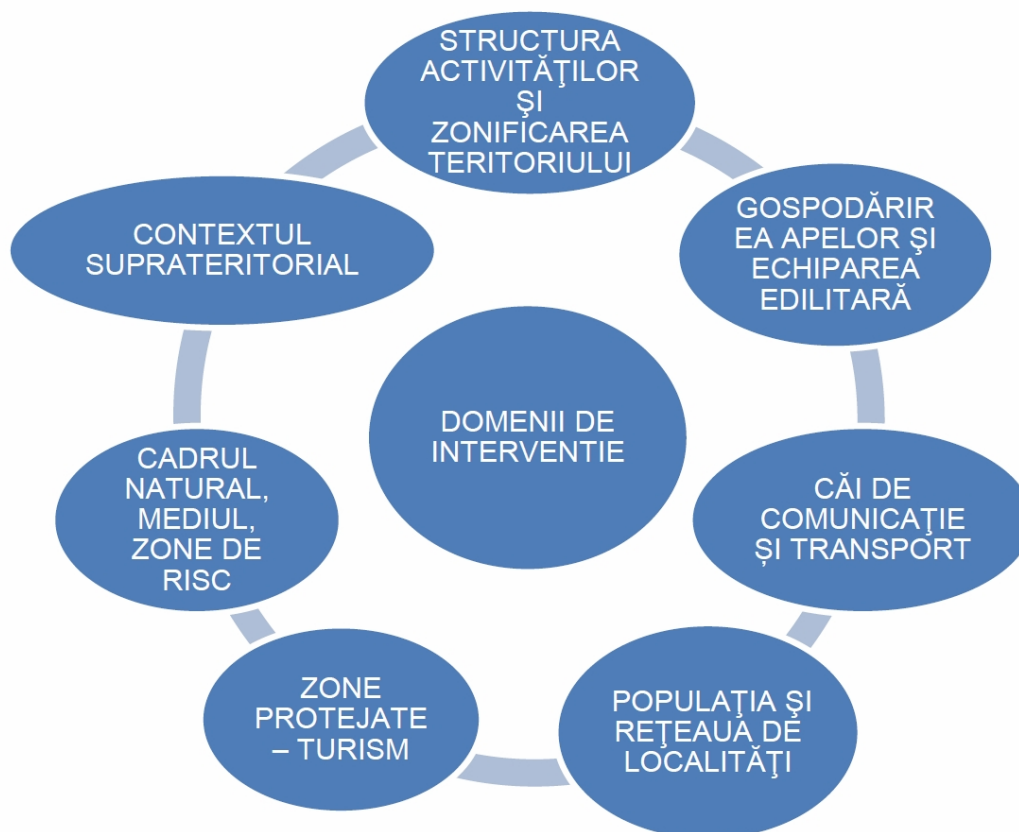 STRUCTURA
ACTIVITĂŢILOR
ŞI
ZONIFICAREA
TERITORIULUI
GOSPODĂRIR
EA APELOR ŞI
ECHIPAREA
EDILITARĂ
CĂI DE
COMUNICAŢIE
ȘI TRANSPORT
POPULAŢIA ŞI
REŢEAUA DE
LOCALITĂŢI
ZONE
PROTEJATE
– TURISM
CADRUL
NATURAL,
MEDIUL,
ZONE DE
RISC
CONTEXTUL
SUPRATERITORIAL
DOMENII DE
INTERVENTIE